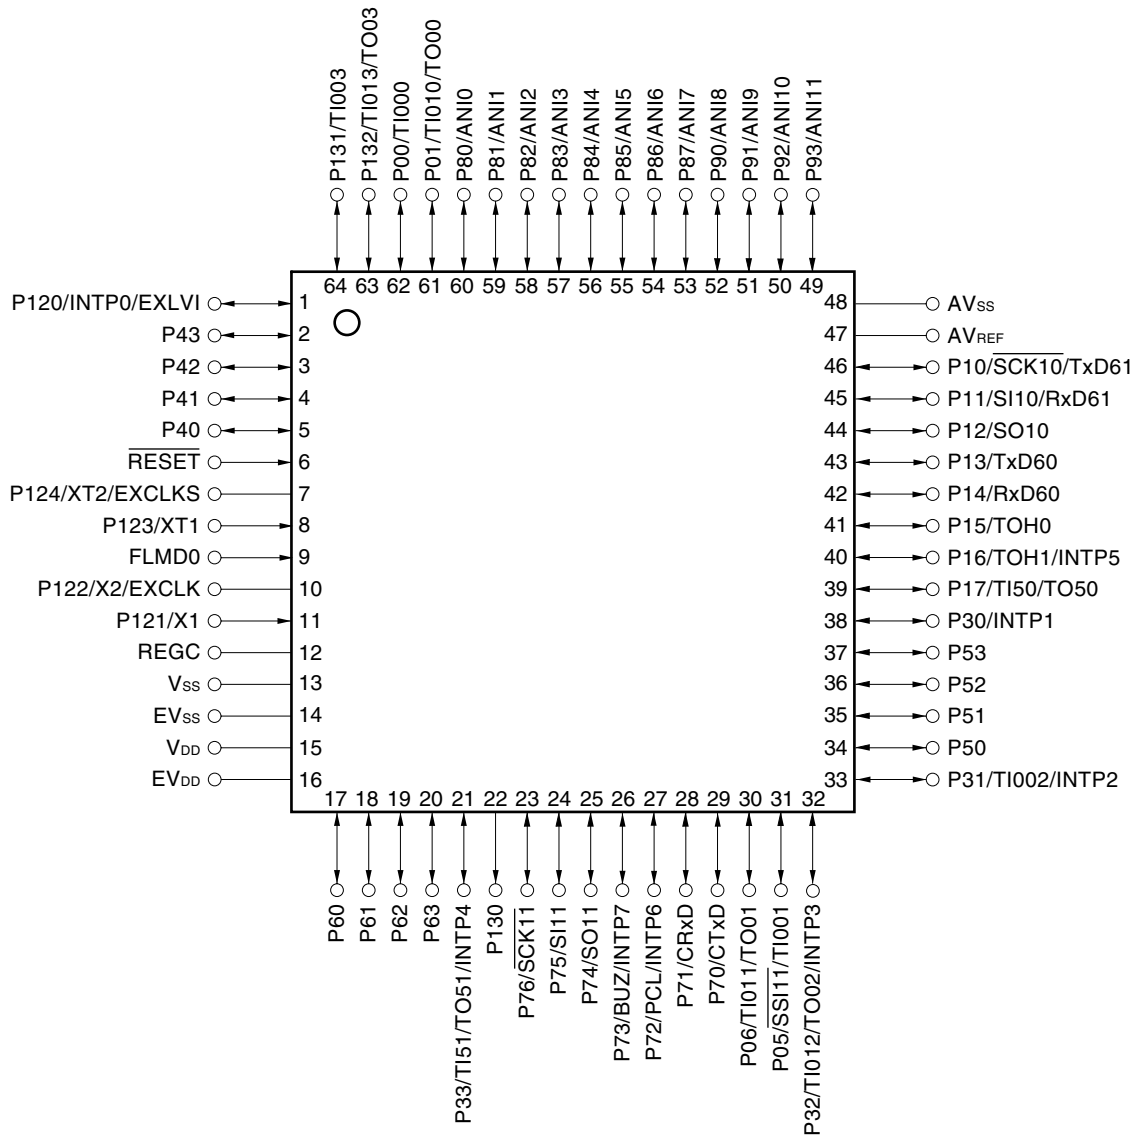 P131/TI003
P132/TI013/TO03
P00/TI000
P01/TI010/TO00
P80/ANI0
P81/ANI1
P82/ANI2
P83/ANI3
P84/ANI4
P85/ANI5
P86/ANI6
P87/ANI7
P90/ANI8
P91/ANI9
P92/ANI10
P93/ANI11
64 63 62 61 60 59 58 57 56 55 54 53 52 51 50 49
P120/INTP0/EXLVI 1
P43 2
P42 3
P41 4
P40 5
RESET 6
P124/XT2/EXCLKS 7
P123/XT1 8
FLMD0 9
P122/X2/EXCLK 10
P121/X1 11
REGC 12
VSS 13
EVSS 14
VDD 15
EVDD 16
48 AVSS
47 AVREF
46 P10/SCK10/TxD61
45 P11/SI10/RxD61
44 P12/SO10
43 P13/TxD60
42 P14/RxD60
41 P15/TOH0
40 P16/TOH1/INTP5
39 P17/TI50/TO50
38 P30/INTP1
37 P53
36 P52
35 P51
34 P50
33 P31/TI002/INTP2
17 18 19 20 21 22 23 24 25 26 27 28 29 30 31 32
P60
P61
P62
P63
P33/TI51/TO51/INTP4
P130
P76/SCK11
P75/SI11
P74/SO11
P73/BUZ/INTP7
P72/PCL/INTP6
P71/CRxD
P70/CTxD
P06/TI011/TO01
P05/SSI11/TI001
P32/TI012/TO02/INTP3